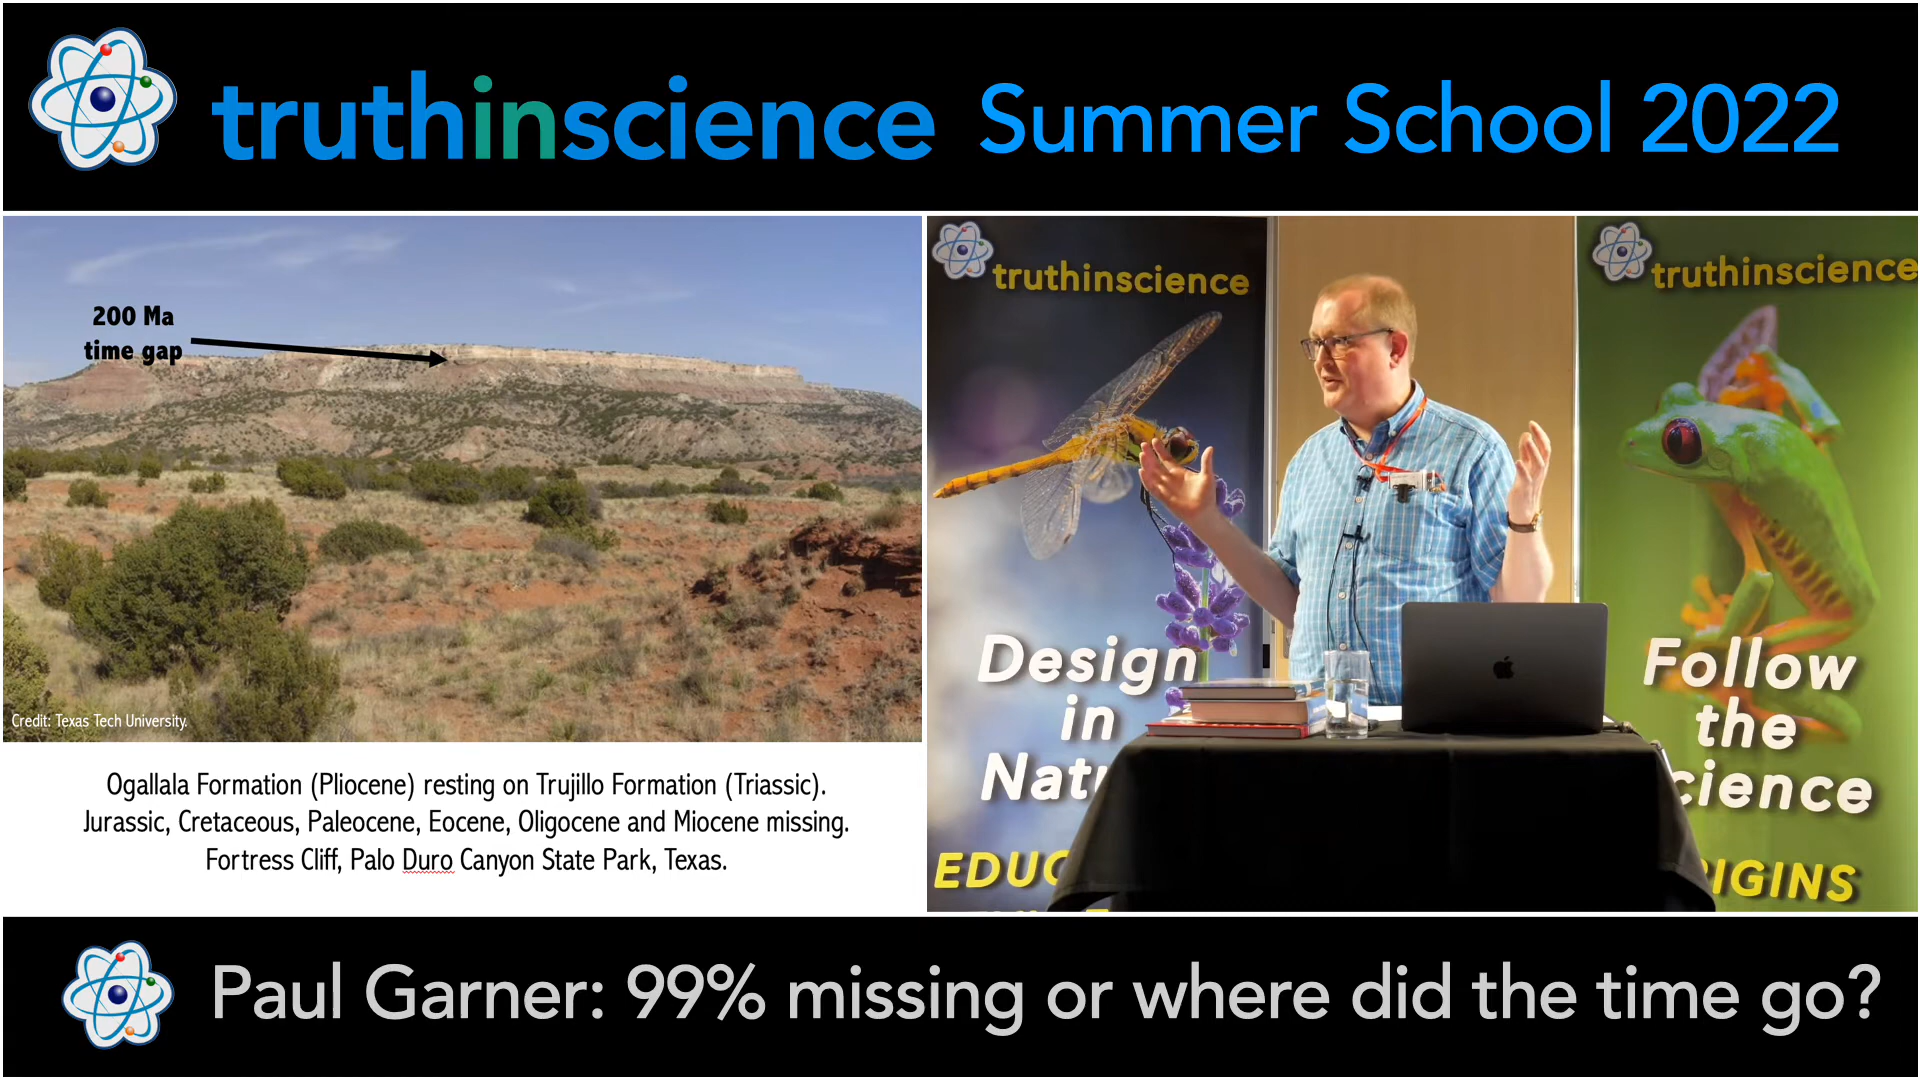 truthinscience Summer School 2022
200 Ma
time gap
Credit: Texas Tech University.
Ogallala Formation (Pliocene) resting on Trujillo Formation (Triassic).
Jurassic, Cretaceous, Paleocene, Eocene, Oligocene and Miocene missing.
Fortress Cliff, Palo Duro Canyon State Park, Texas.
truthinscience
Design
in
Natu
EDUC
truthinscience
Follow
the
cience
IGINS
Paul Garner: 99% missing or where did the time go?